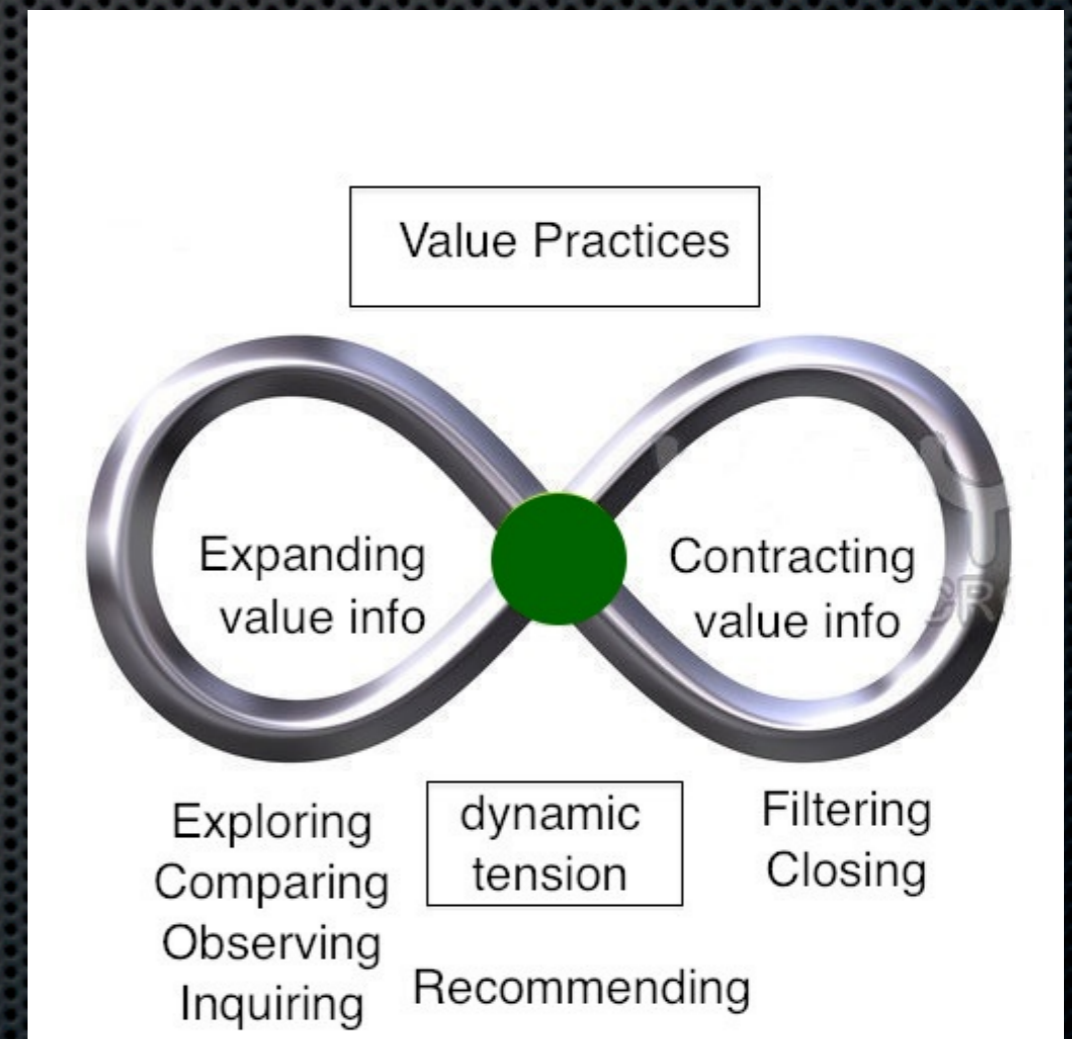 Value Practices
Expanding
value info
Contracting
value info
Exploring
Comparing
Observing
Inquiring
dynamic
tension
Recommending
Filtering
Closing